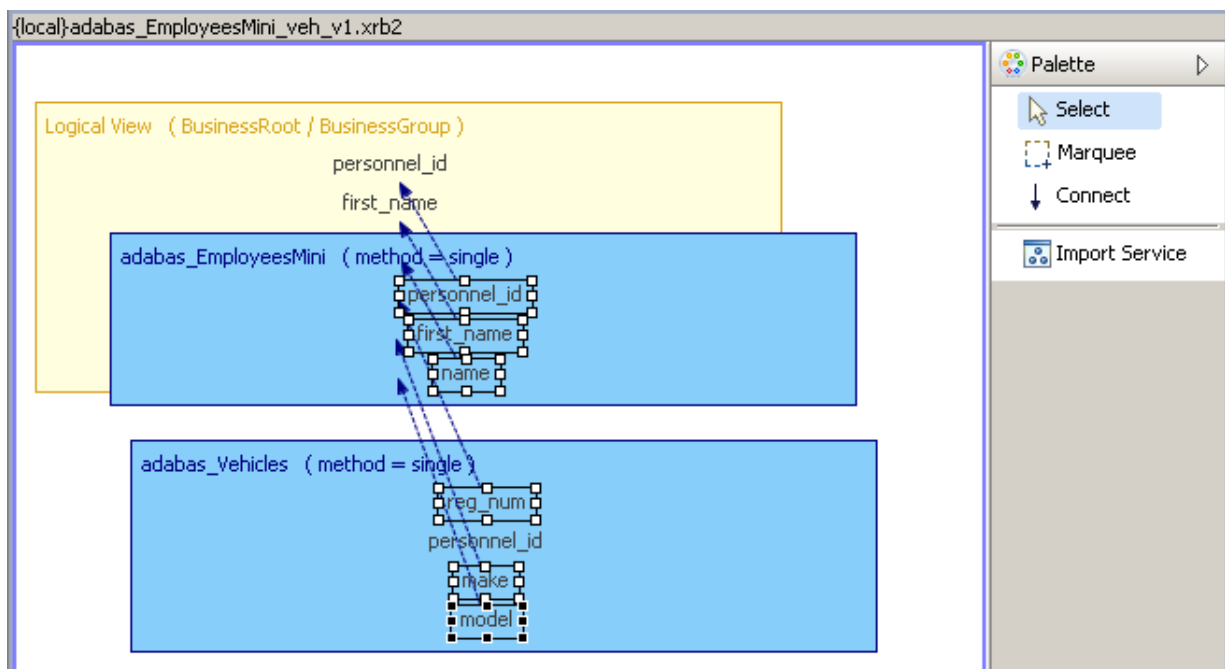 {local}adabas_EmployeesMini_veh_v1.xrb2
Palette
Select
Marquee
Connect
Import Service
Logical View ( BusinessRoot / BusinessGroup )
personnel_id
first_name
adabas_EmployeesMini ( method = single )
personnel_id
first_name
name
adabas_Vehicles ( method = single )
reg_num
personnel_id
make
model